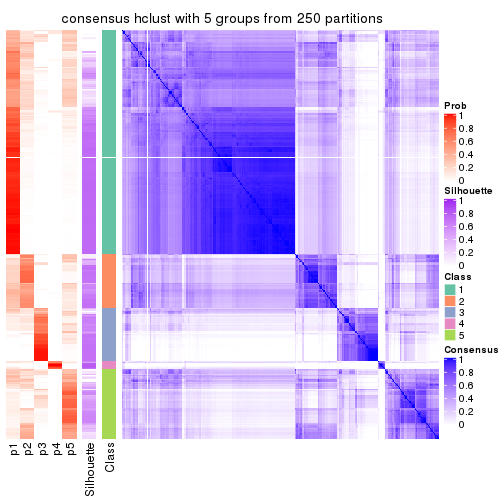 consensus hclust with 5 groups from 250 partitions
Prob
1
0.8
0.6
0.4
0.2
0
Silhouette
1
0.8
0.6
0.4
0.2
0
Class
1
2
3
4
5
Consensus
1
0.8
0.6
0.4
0.2
0
p1
p2
p3
p4
p5
Silhouette
Class